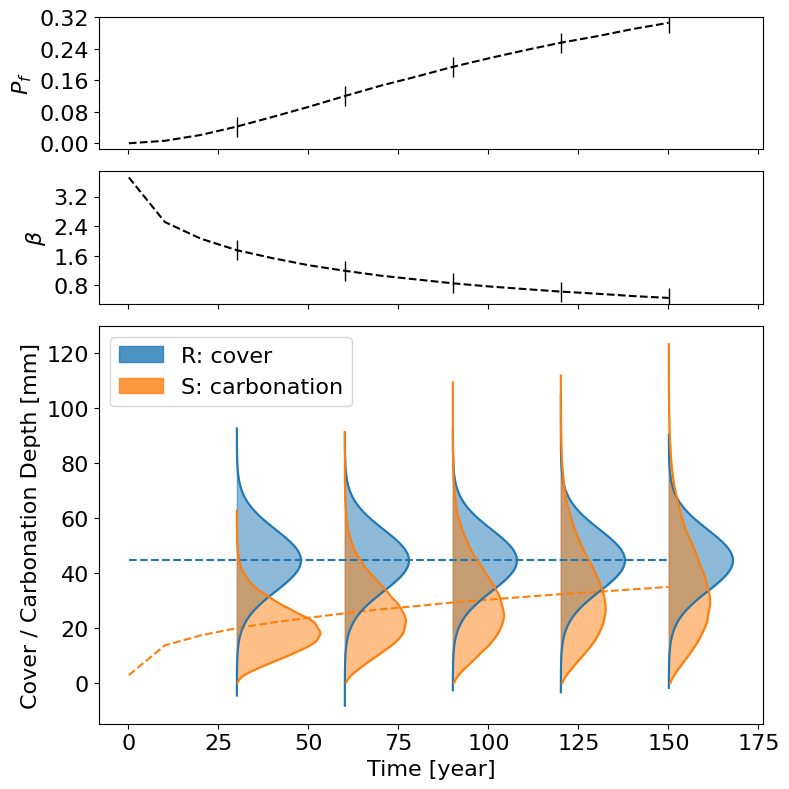 0.32
0.24
0.16
0.08
0.00
P_f
3.2
2.4
1.6
0.8
β
R: cover
S: carbonation
120
100
80
60
40
20
0
Cover / Carbonation Depth [mm]
0 25 50 75 100 125 150 175
Time [year]